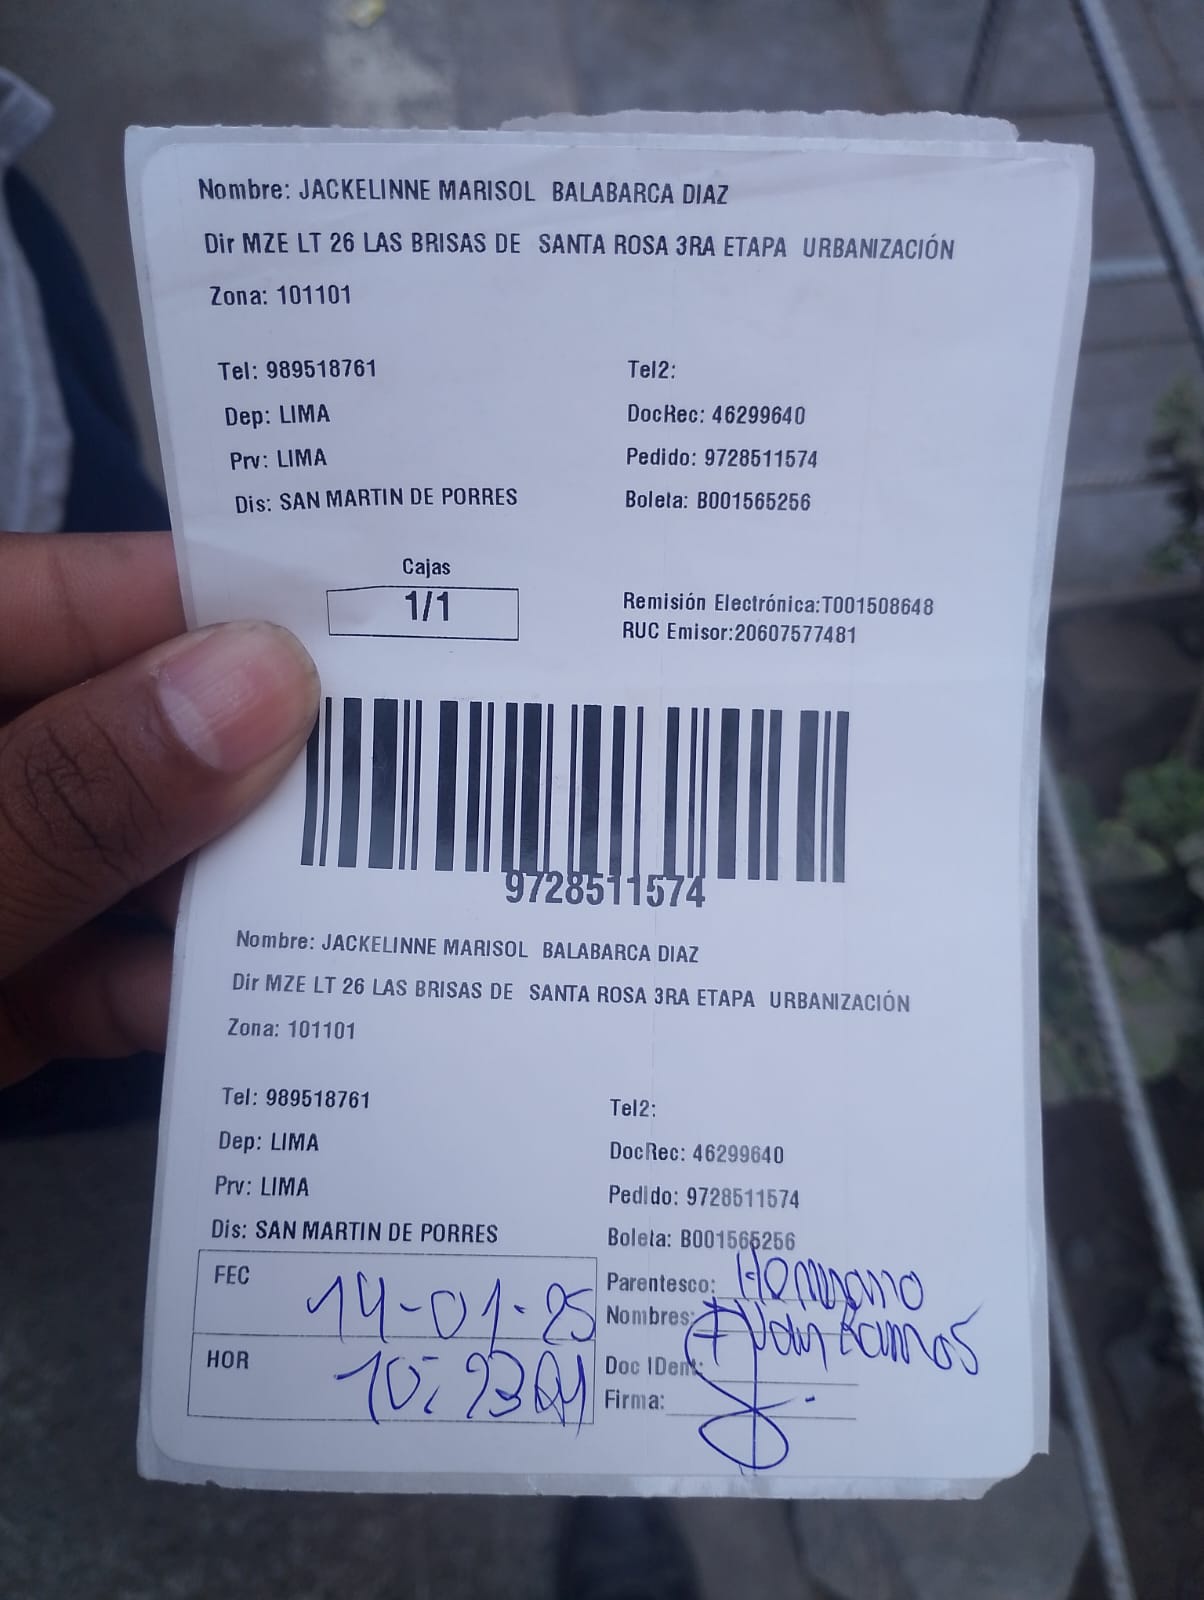 Nombre: JACKELINNE MARISOL BALABARCA DIAZ
Dir MZE LT 26 LAS BRISAS DE SANTA ROSA 3RA ETAPA URBANIZACIÓN
Zona: 101101
Tel: 989518761 Tel2:
Dep: LIMA DocRec: 46299640
Prv: LIMA Pedido: 9728511574
Dis: SAN MARTIN DE PORRES Boleta: B001565256
Cajas
1/1
Remisión Electrónica:T001508648
RUC Emisor:20607577481
9728511574
Nombre: JACKELINNE MARISOL BALABARCA DIAZ
Dir MZE LT 26 LAS BRISAS DE SANTA ROSA 3RA ETAPA URBANIZACIÓN
Zona: 101101
Tel: 989518761 Tel2:
Dep: LIMA DocRec: 46299640
Prv: LIMA Pedido: 9728511574
Dis: SAN MARTIN DE PORRES Boleta: B001565256
FEC 14-01-25 Parentesco: Hermano
Nombres: Ramos
HOR Doc IDent:
Firma: